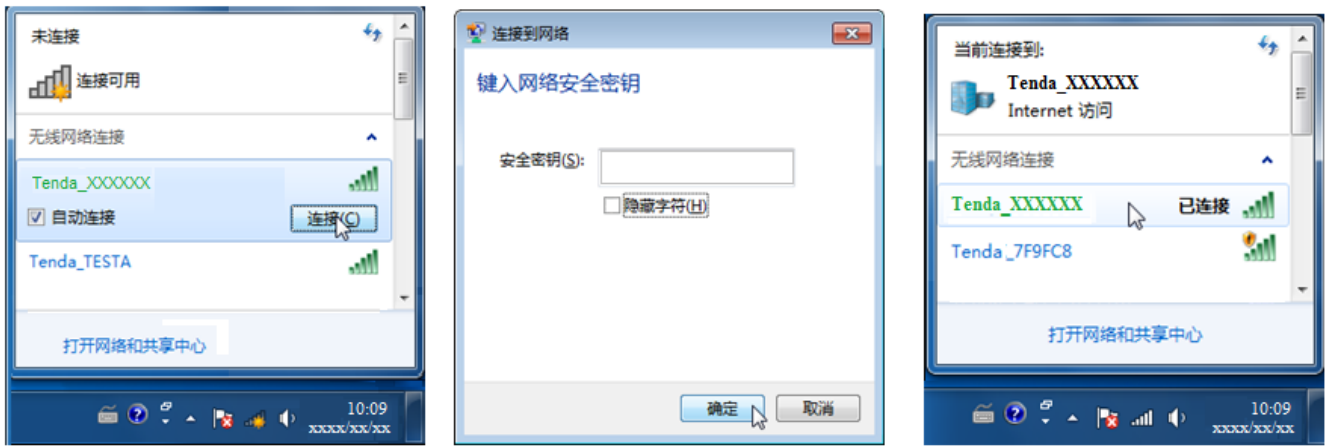 未连接
连接可用
无线网络连接
Tenda_XXXXXX
自动连接
连接(C)
Tenda_TESTA
打开网络和共享中心
10:09
xxxx/xx/xx
连接到网络
键入网络安全密钥
安全密钥(S):
隐藏字符(H)
确定
取消
当前连接到:
Tenda_XXXXXX
Internet 访问
无线网络连接
Tenda_XXXXXX 已连接
Tenda_7F9FC8
打开网络和共享中心
10:09
xxxx/xx/xx